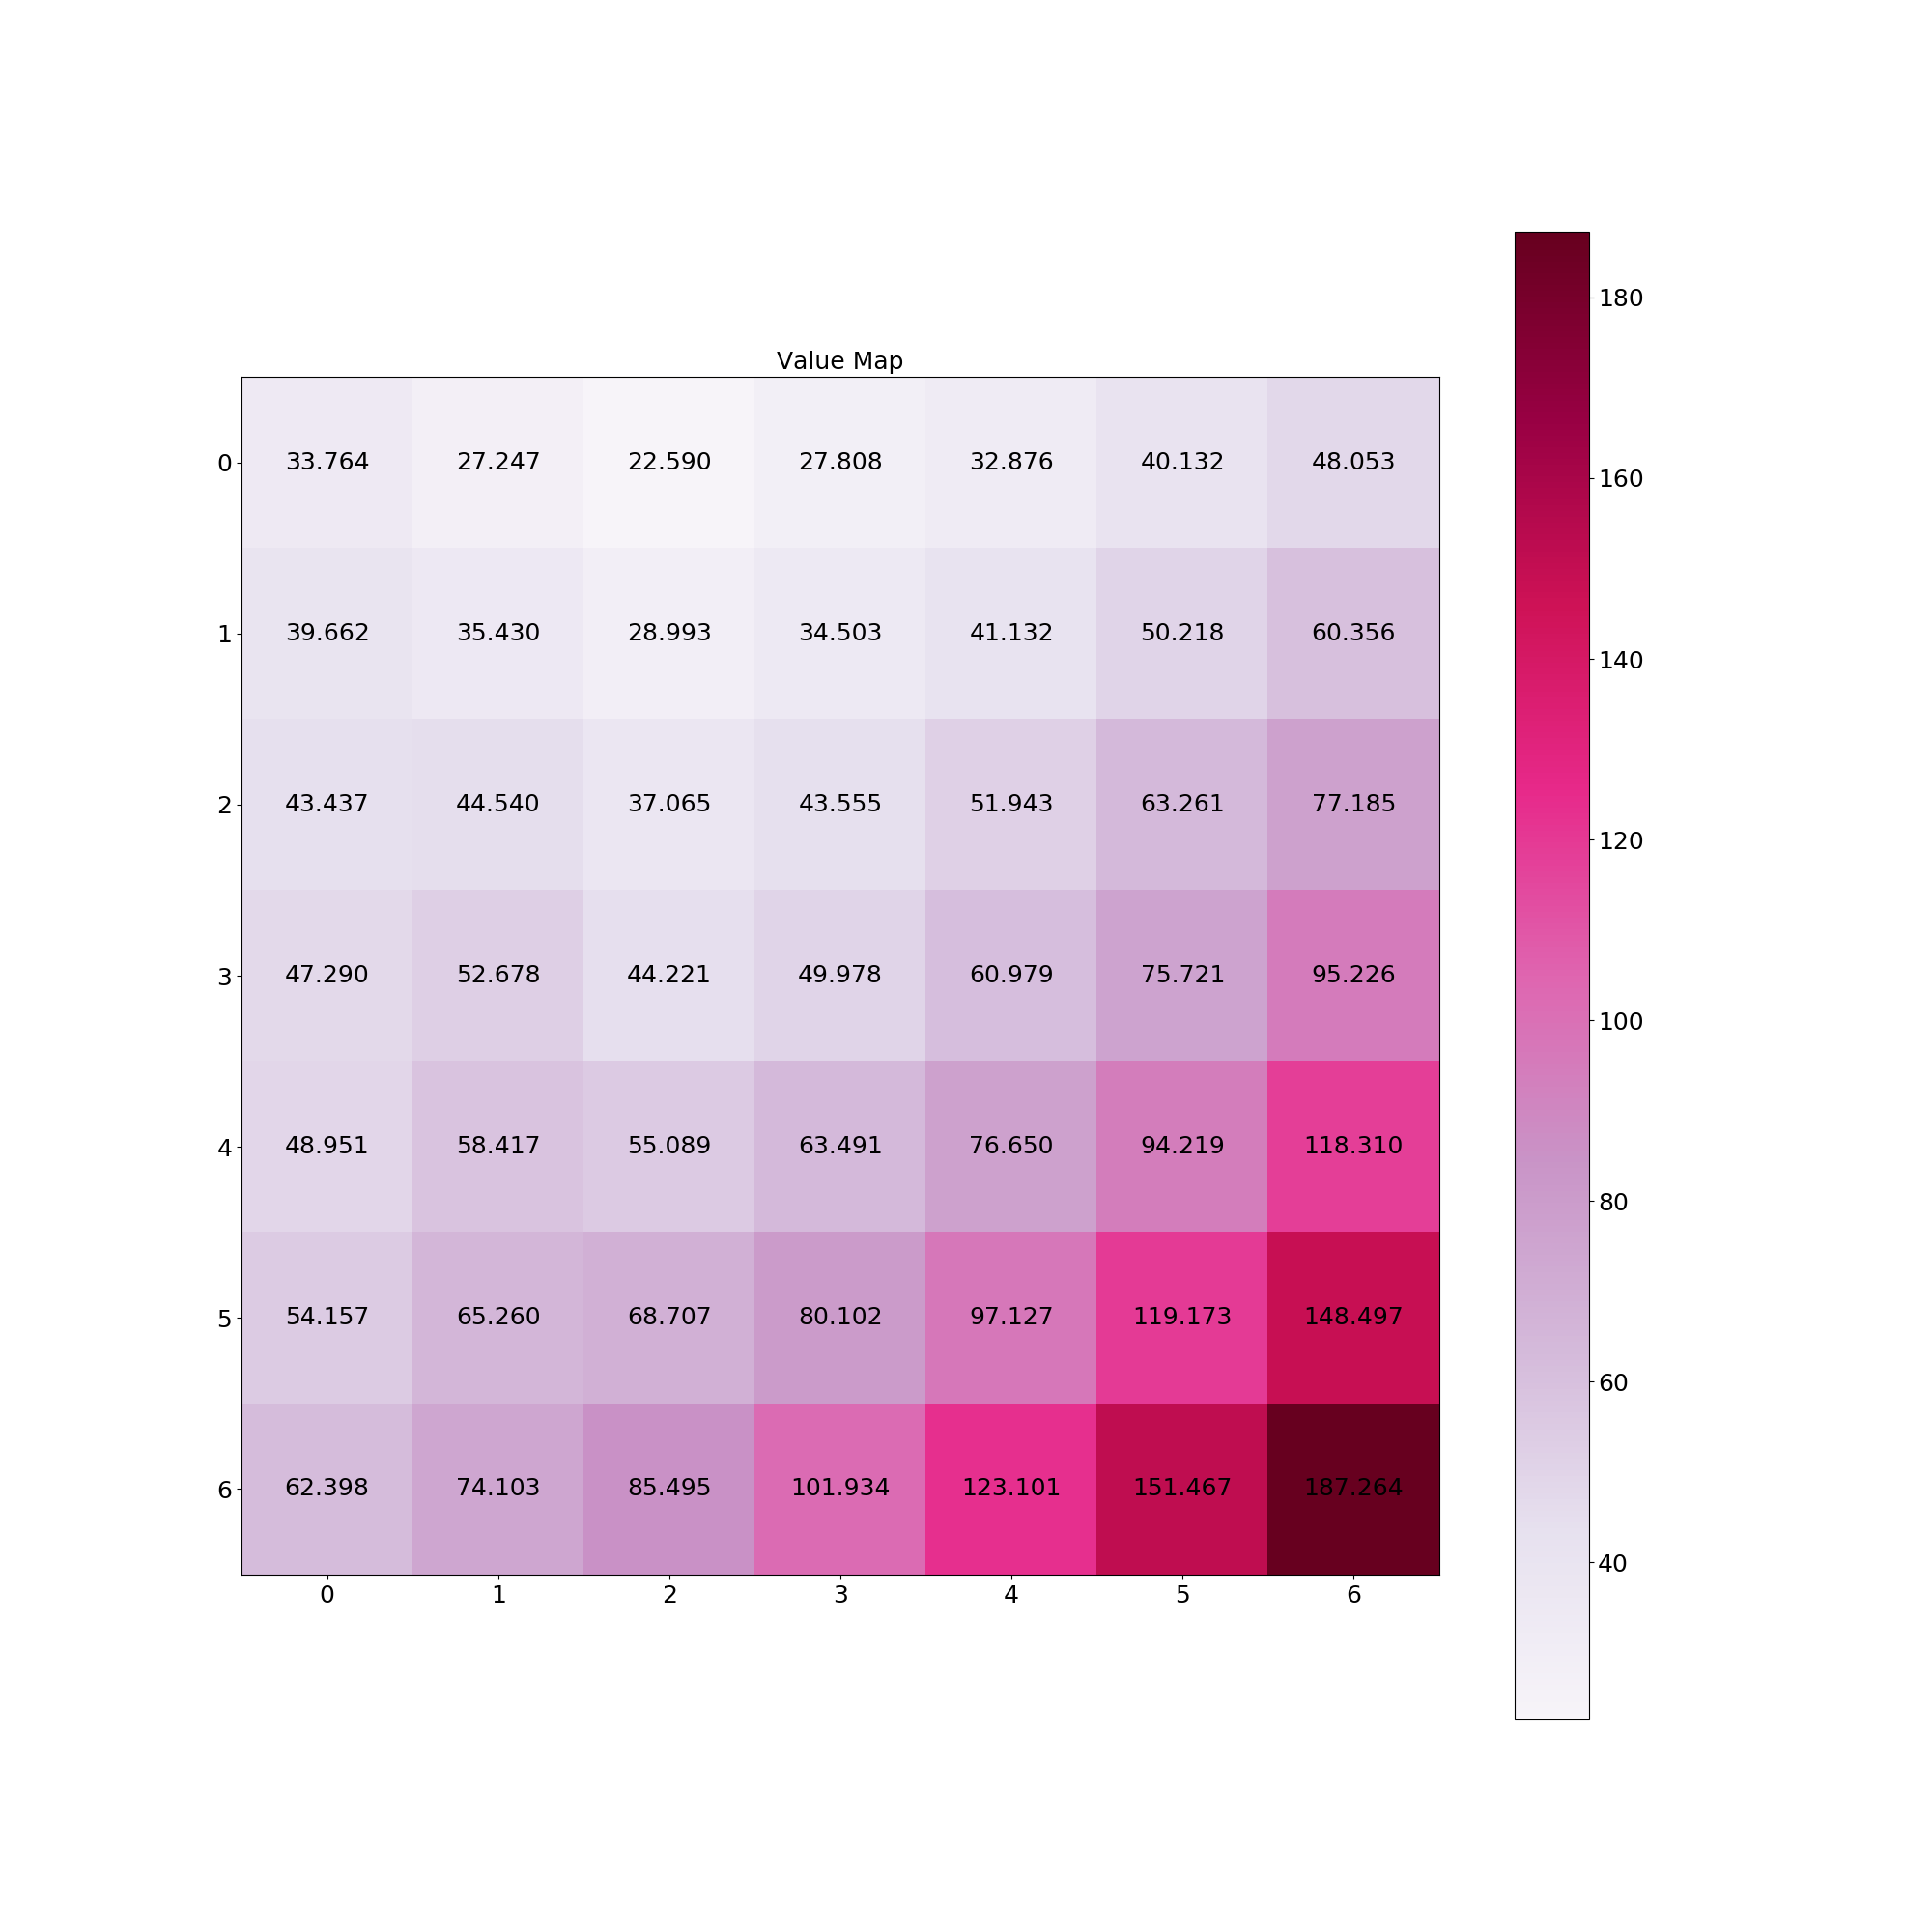 Value Map
0 33.764 27.247 22.590 27.808 32.876 40.132 48.053
1 39.662 35.430 28.993 34.503 41.132 50.218 60.356
2 43.437 44.540 37.065 43.555 51.943 63.261 77.185
3 47.290 52.678 44.221 49.978 60.979 75.721 95.226
4 48.951 58.417 55.089 63.491 76.650 94.219 118.310
5 54.157 65.260 68.707 80.102 97.127 119.173 148.497
6 62.398 74.103 85.495 101.934 123.101 151.467 187.264
0 1 2 3 4 5 6
180
160
140
120
100
80
60
40